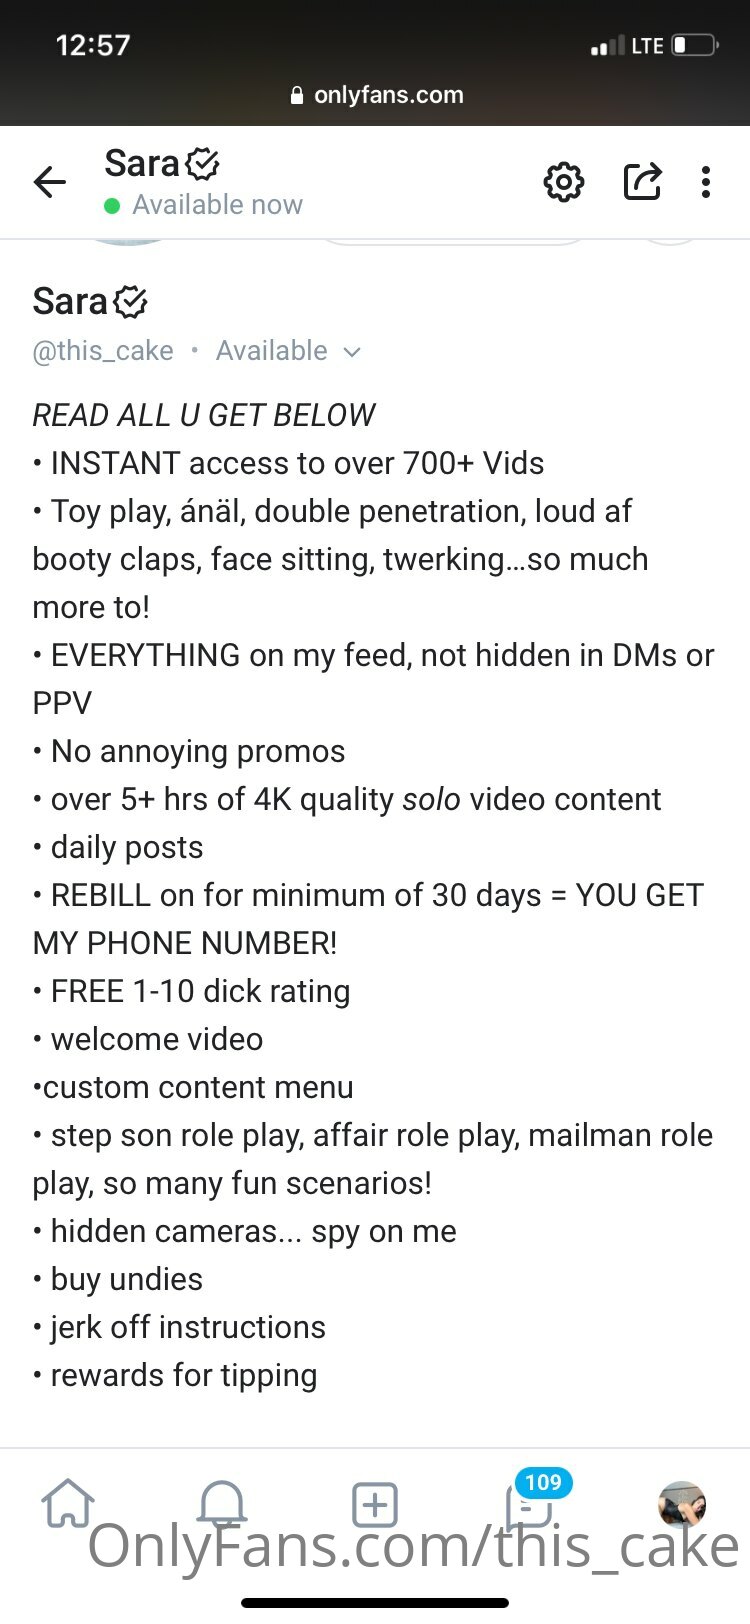 12:57
LTE
onlyfans.com
Sara
Available now
Sara
@this_cake • Available
READ ALL U GET BELOW
• INSTANT access to over 700+ Vids
• Toy play, ánäl, double penetration, loud af
booty claps, face sitting, twerking...so much
more to!
• EVERYTHING on my feed, not hidden in DMs or
PPV
• No annoying promos
• over 5+ hrs of 4K quality solo video content
• daily posts
• REBILL on for minimum of 30 days = YOU GET
MY PHONE NUMBER!
• FREE 1-10 dick rating
• welcome video
•custom content menu
• step son role play, affair role play, mailman role
play, so many fun scenarios!
• hidden cameras... spy on me
• buy undies
• jerk off instructions
• rewards for tipping
109
OnlyFans.com/this_cake